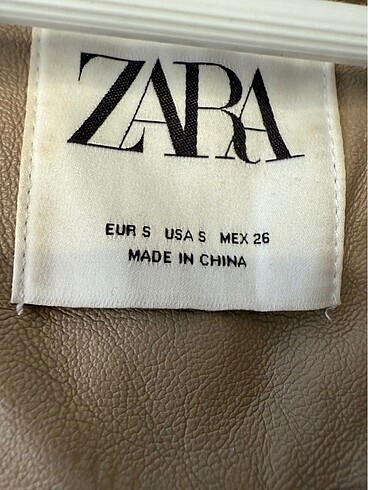 ZARA
EUR S USA S MEX 26
MADE IN CHINA